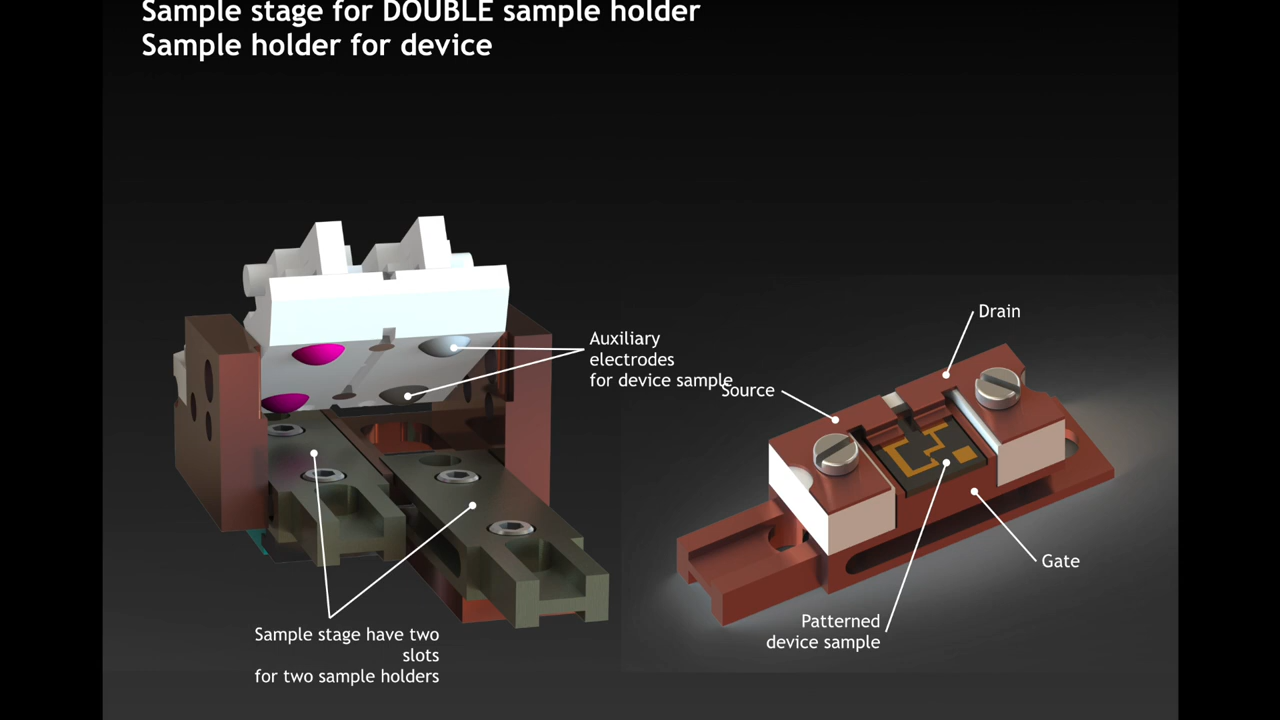 Sample stage for DOUBLE sample holder
Sample holder for device
Auxiliary
electrodes
for device sample
Sample stage have two
slots
for two sample holders
Drain
Source
Gate
Patterned
device sample